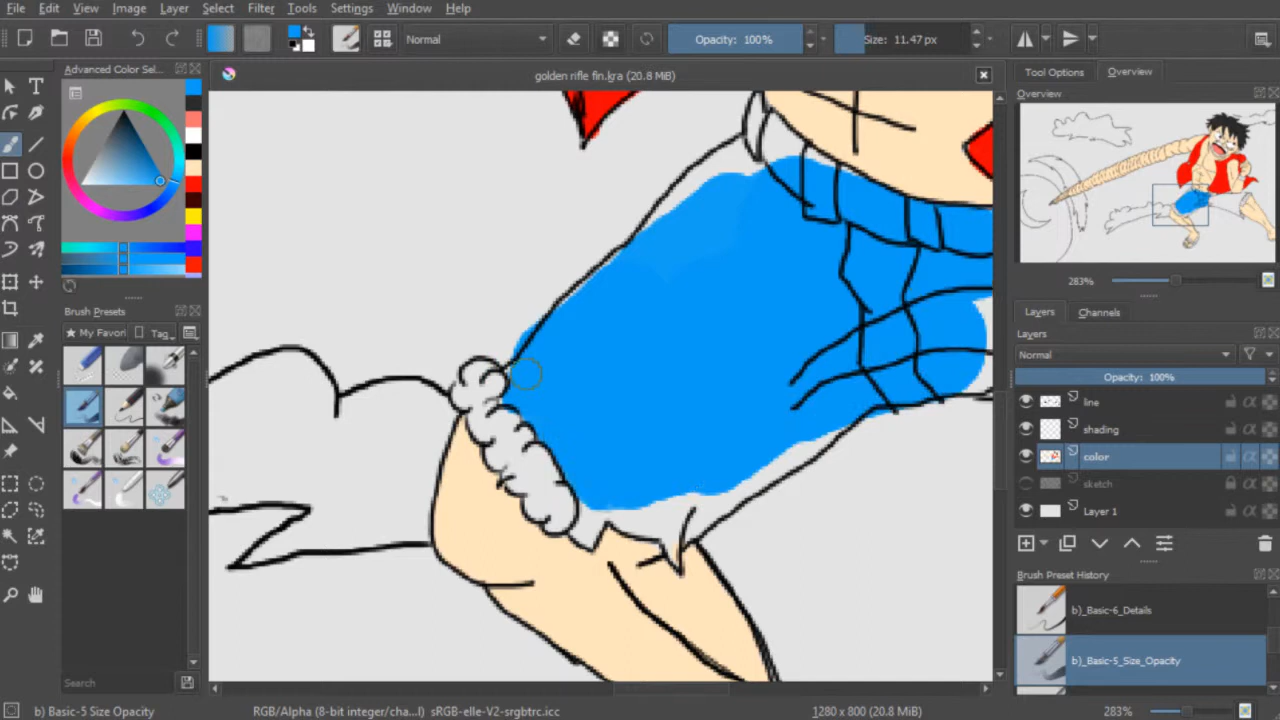 File Edit View Image Layer Select Filter Tools Settings Window Help
Normal Opacity: 100% Size: 11.47 px
Advanced Color Sel...
golden rifle fin.kra (20.8 MiB)
Tool Options Overview
Overview
283%
Brush Presets
My Favori Tag
Layers Channels
Layers
Normal
Opacity: 100%
line
shading
color
sketch
Layer 1
Brush Preset History
b)_Basic-6_Details
b)_Basic-5_Size_Opacity
Search
b) Basic-5 Size Opacity RGB/Alpha (8-bit integer/cha...l) sRGB-elle-V2-srgbtrc.icc 1280 x 800 (20.8 MiB) 283%